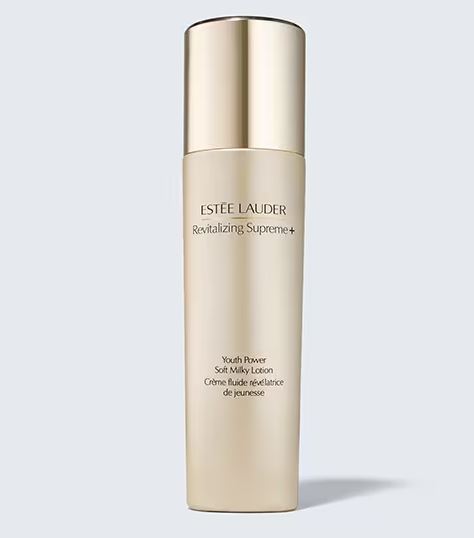 ESTĒE LAUDER
Revitalizing Supreme+
Youth Power
Soft Milky Lotion
Crème fluide révélatrice
de jeunesse